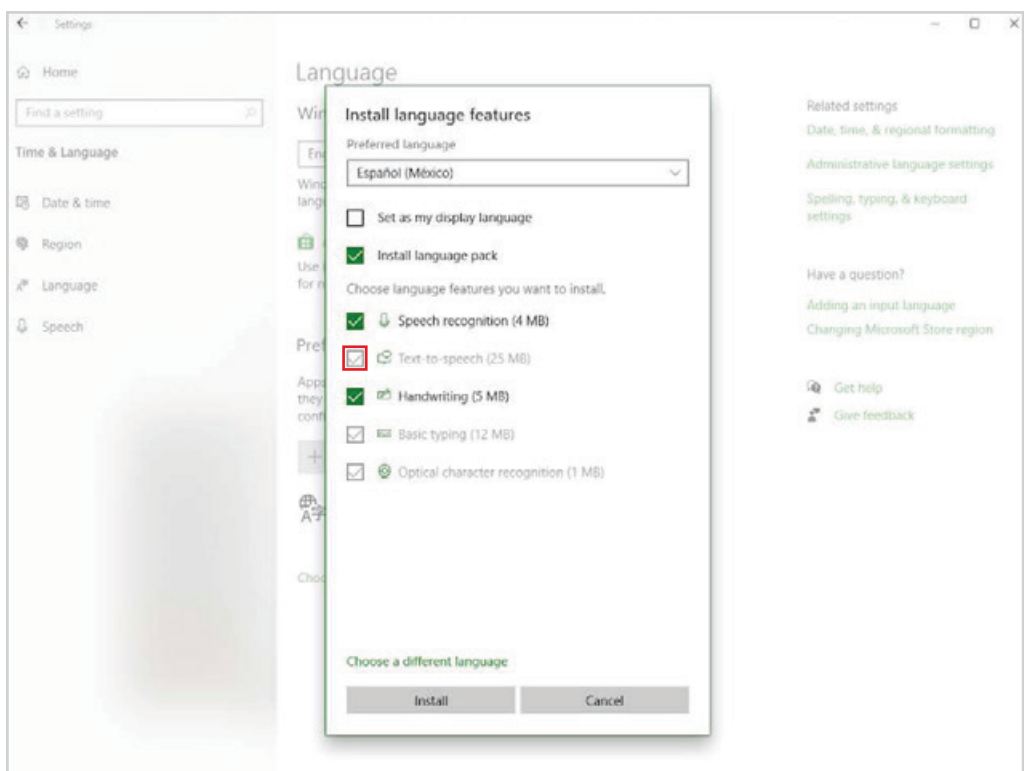 Settings
Home
Find a setting
Time & Language
Date & time
Region
Language
Speech
Language
Install language features
Preferred language
Español (México)
Set as my display language
Install language pack
Choose language features you want to install.
Speech recognition (4 MB)
Text-to-speech (25 MB)
Handwriting (5 MB)
Basic typing (12 MB)
Optical character recognition (1 MB)
Choose a different language
Install Cancel
Related settings
Date, time, & regional formatting
Administrative language settings
Spelling, typing, & keyboard
settings
Have a question?
Adding an input language
Changing Microsoft Store region
Get help
Give feedback